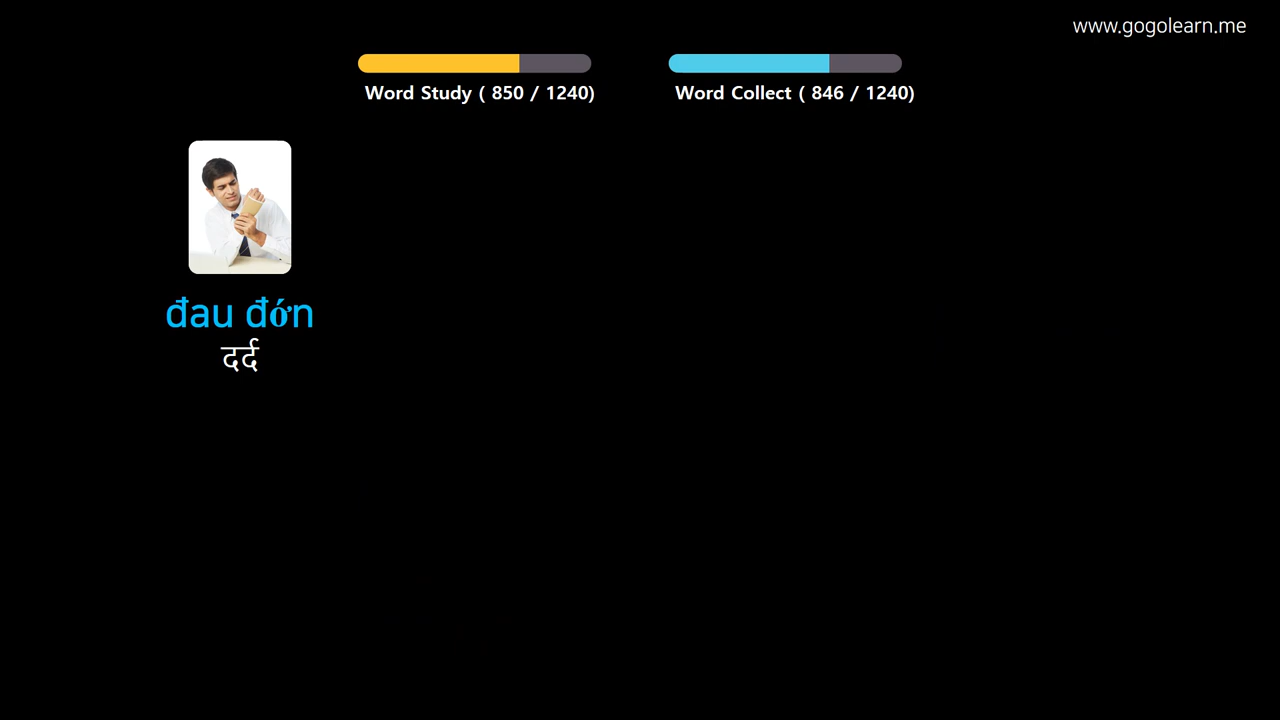 www.gogolearn.me
Word Study ( 850 / 1240)
Word Collect ( 846 / 1240)
đau đớn
दर्द